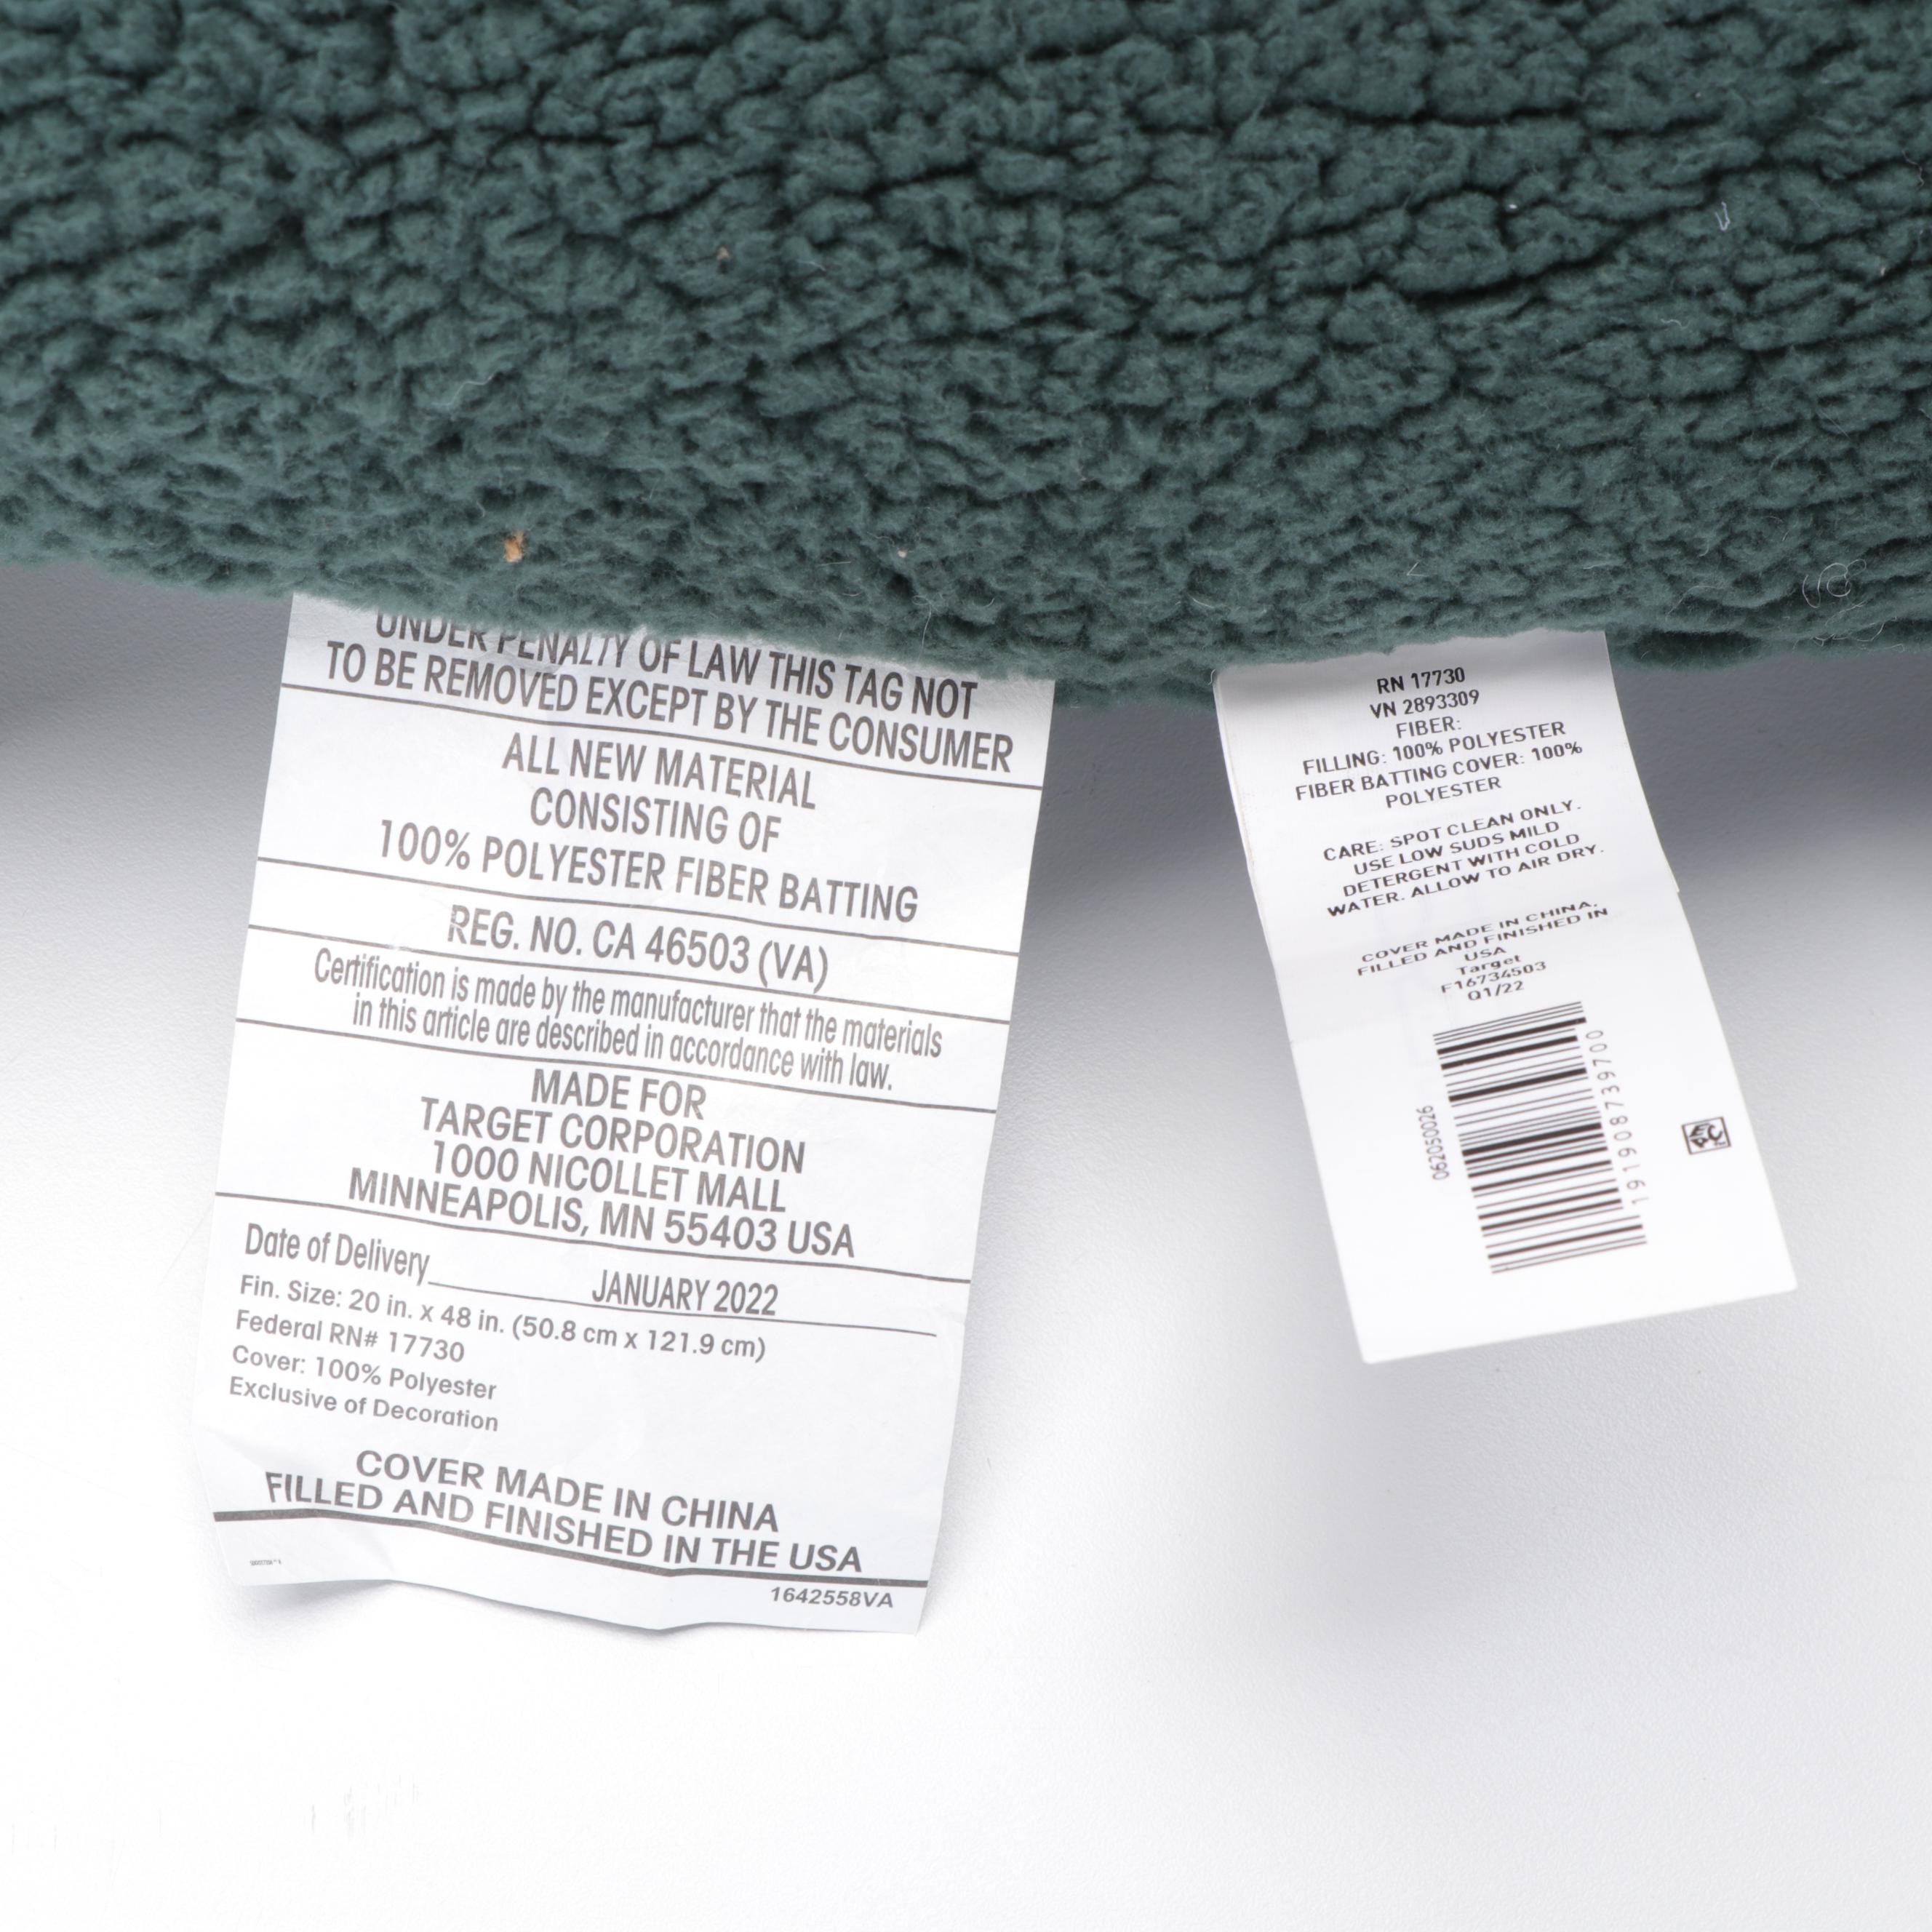 UNDER PENALTY OF LAW THIS TAG NOT
TO BE REMOVED EXCEPT BY THE CONSUMER
ALL NEW MATERIAL
CONSISTING OF
100% POLYESTER FIBER BATTING
REG. NO. CA 46503 (VA)
Certification is made by the manufacturer that the materials
in this article are described in accordance with law.
MADE FOR
TARGET CORPORATION
1000 NICOLLET MALL
MINNEAPOLIS, MN 55403 USA
Date of Delivery JANUARY 2022
Fin. Size: 20 in. x 48 in. (50.8 cm x 121.9 cm)
Federal RN# 17730
Cover: 100% Polyester
Exclusive of Decoration
COVER MADE IN CHINA
FILLED AND FINISHED IN THE USA
1642558VA
RN 17730
VN 2893309
FIBER:
FILLING: 100% POLYESTER
FIBER BATTING COVER: 100%
POLYESTER
CARE: SPOT CLEAN ONLY.
USE LOW SUDS MILD
DETERGENT WITH COLD
WATER. ALLOW TO AIR DRY.
COVER MADE IN CHINA,
FILLED AND FINISHED IN
USA
Target
F16734503
Q1/22
062050026
191908739700